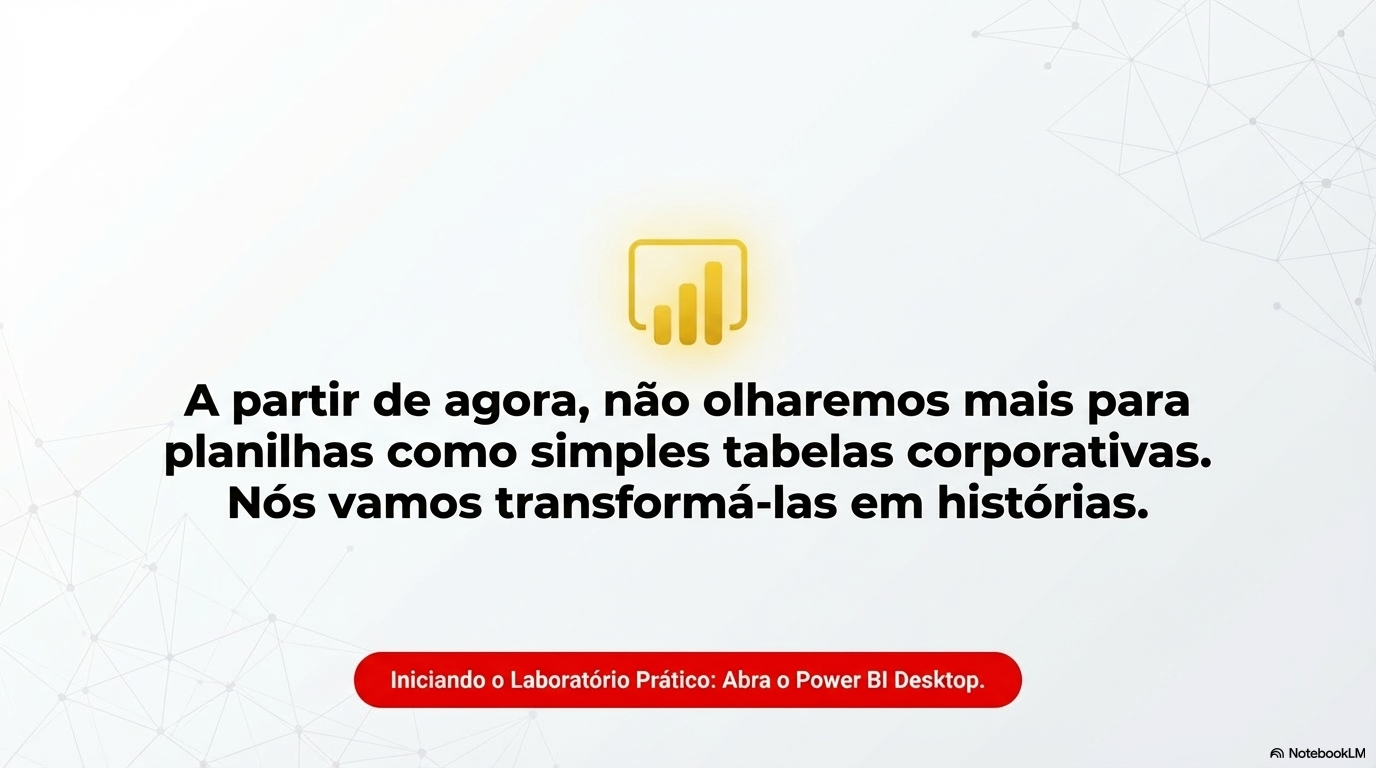 A partir de agora, não olharemos mais para
planilhas como simples tabelas corporativas.
Nós vamos transformá-las em histórias.
Iniciando o Laboratório Prático: Abra o Power BI Desktop.
NotebookLM